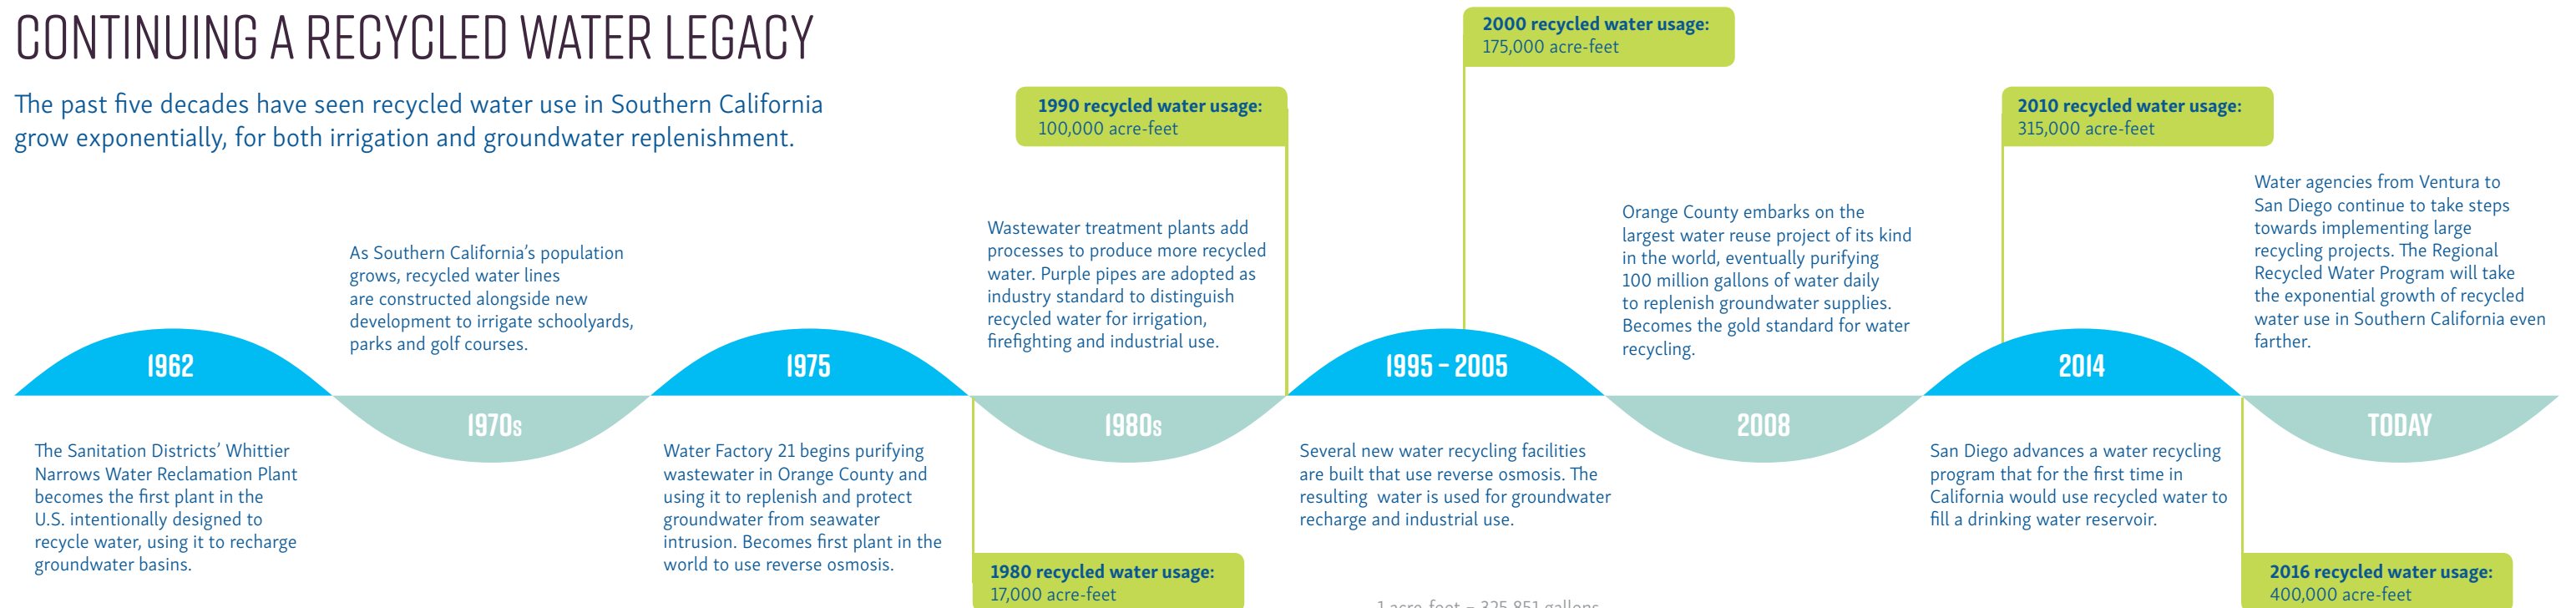 CONTINUING A RECYCLED WATER LEGACY
The past five decades have seen recycled water use in Southern California
grow exponentially, for both irrigation and groundwater replenishment.
1962
The Sanitation Districts’ Whittier
Narrows Water Reclamation Plant
becomes the first plant in the
U.S. intentionally designed to
recycle water, using it to recharge
groundwater basins.
As Southern California’s population
grows, recycled water lines
are constructed alongside new
development to irrigate schoolyards,
parks and golf courses.
1970s
1975
Water Factory 21 begins purifying
wastewater in Orange County and
using it to replenish and protect
groundwater from seawater
intrusion. Becomes first plant in the
world to use reverse osmosis.
1980 recycled water usage:
17,000 acre-feet
Wastewater treatment plants add
processes to produce more recycled
water. Purple pipes are adopted as
industry standard to distinguish
recycled water for irrigation,
firefighting and industrial use.
1980s
1990 recycled water usage:
100,000 acre-feet
2000 recycled water usage:
175,000 acre-feet
1995 – 2005
Several new water recycling facilities
are built that use reverse osmosis. The
resulting water is used for groundwater
recharge and industrial use.
1 acre-foot = 325,851 gallons
Orange County embarks on the
largest water reuse project of its kind
in the world, eventually purifying
100 million gallons of water daily
to replenish groundwater supplies.
Becomes the gold standard for water
recycling.
2008
2010 recycled water usage:
315,000 acre-feet
2014
San Diego advances a water recycling
program that for the first time in
California would use recycled water to
fill a drinking water reservoir.
2016 recycled water usage:
400,000 acre-feet
Water agencies from Ventura to
San Diego continue to take steps
towards implementing large
recycling projects. The Regional
Recycled Water Program will take
the exponential growth of recycled
water use in Southern California even
farther.
TODAY